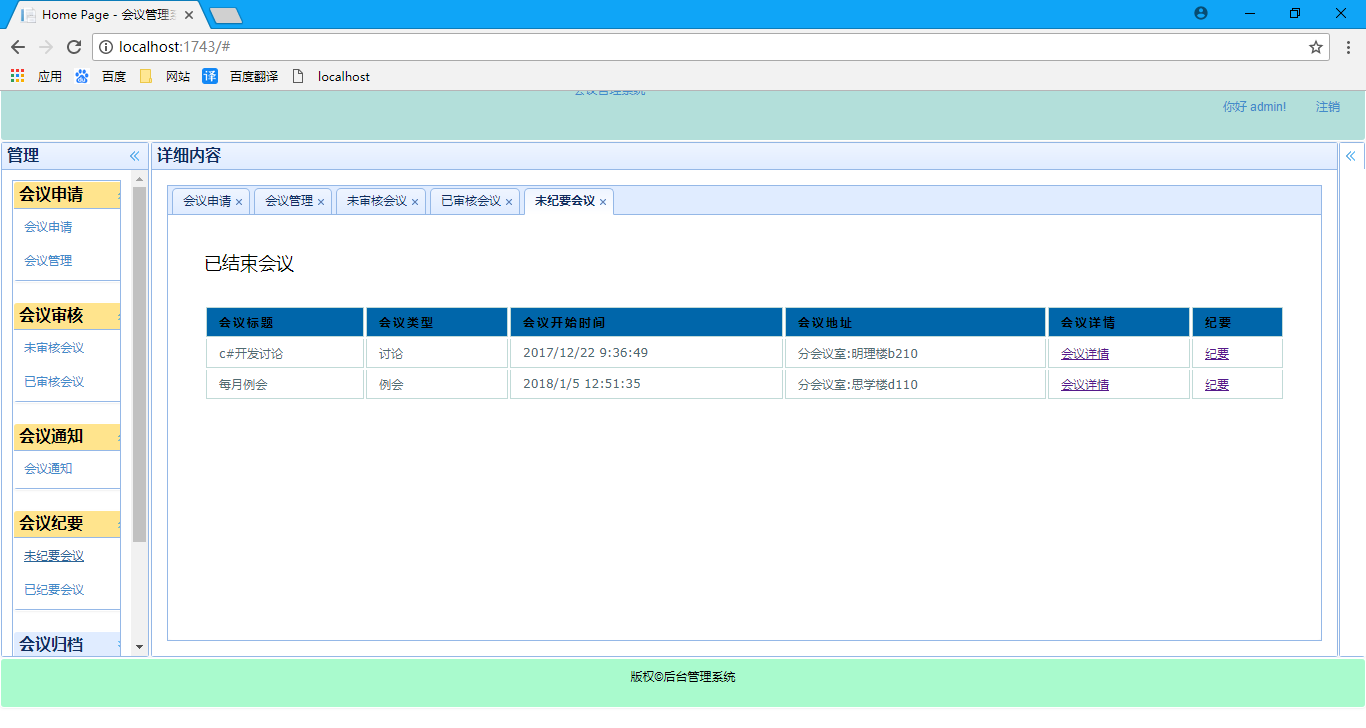 Home Page - 会议管理
localhost:1743/#
应用 百度 网站 译 百度翻译 localhost
会议管理系统
你好 admin! 注销
管理
详细内容
会议申请
会议申请
会议管理
会议审核
未审核会议
已审核会议
会议通知
会议通知
会议纪要
未纪要会议
已纪要会议
会议归档
会议申请 × 会议管理 × 未审核会议 × 已审核会议 × 未纪要会议 ×
已结束会议
会议标题 会议类型 会议开始时间 会议地址 会议详情 纪要
c#开发讨论 讨论 2017/12/22 9:36:49 分会议室:明理楼b210 会议详情 纪要
每月例会 例会 2018/1/5 12:51:35 分会议室:思学楼d110 会议详情 纪要
版权©后台管理系统